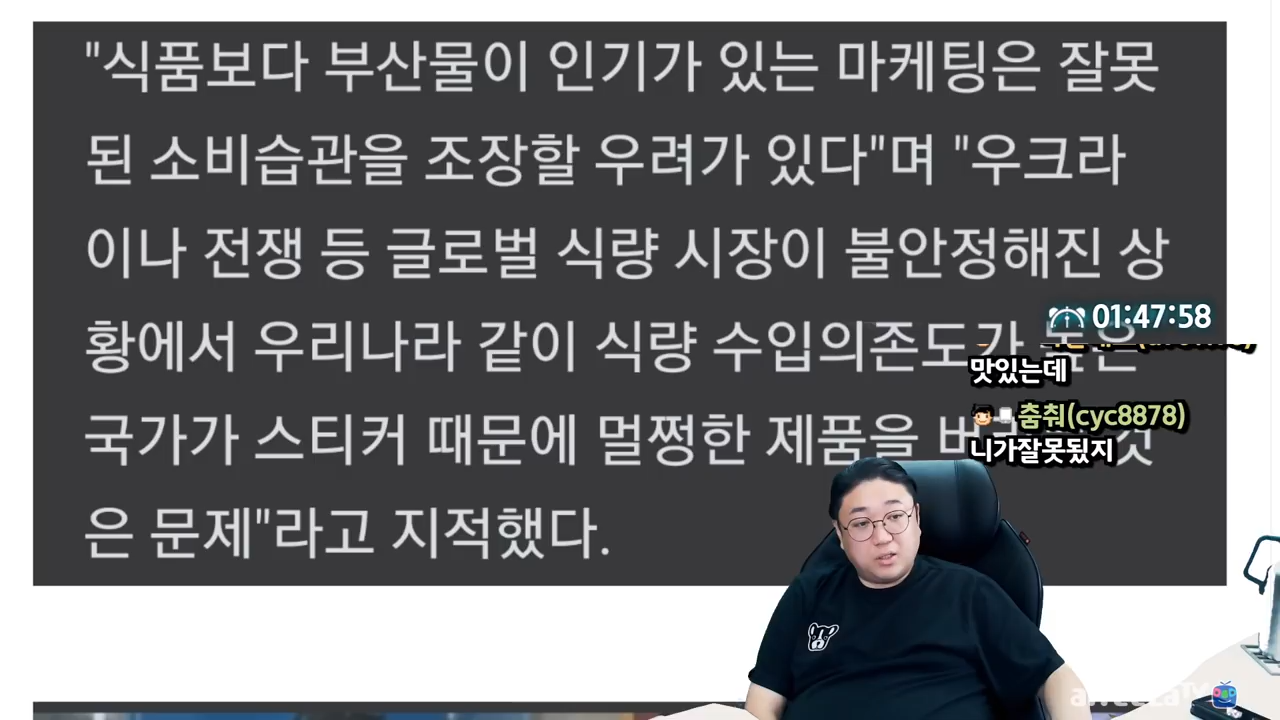 "식품보다 부산물이 인기가 있는 마케팅은 잘못
된 소비습관을 조장할 우려가 있다"며 "우크라
이나 전쟁 등 글로벌 식량 시장이 불안정해진 상
황에서 우리나라 같이 식량 수입의존도가
국가가 스티커 때문에 멀쩡한 제품을
은 문제"라고 지적했다.
01:47:58
맛있는데
춤춰(cyc8878)
니가잘못됐지
afreecaTV